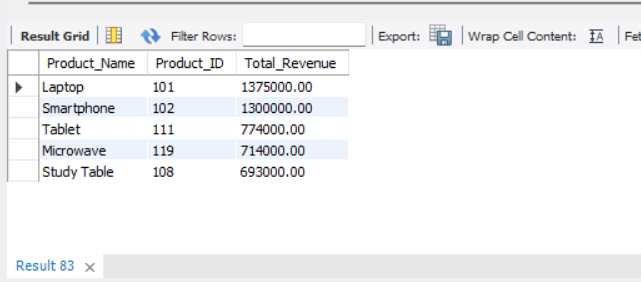 Result Grid Filter Rows: Export: Wrap Cell Content: Fet
Product_Name Product_ID Total_Revenue
Laptop 101 1375000.00
Smartphone 102 1300000.00
Tablet 111 774000.00
Microwave 119 714000.00
Study Table 108 693000.00
Result 83